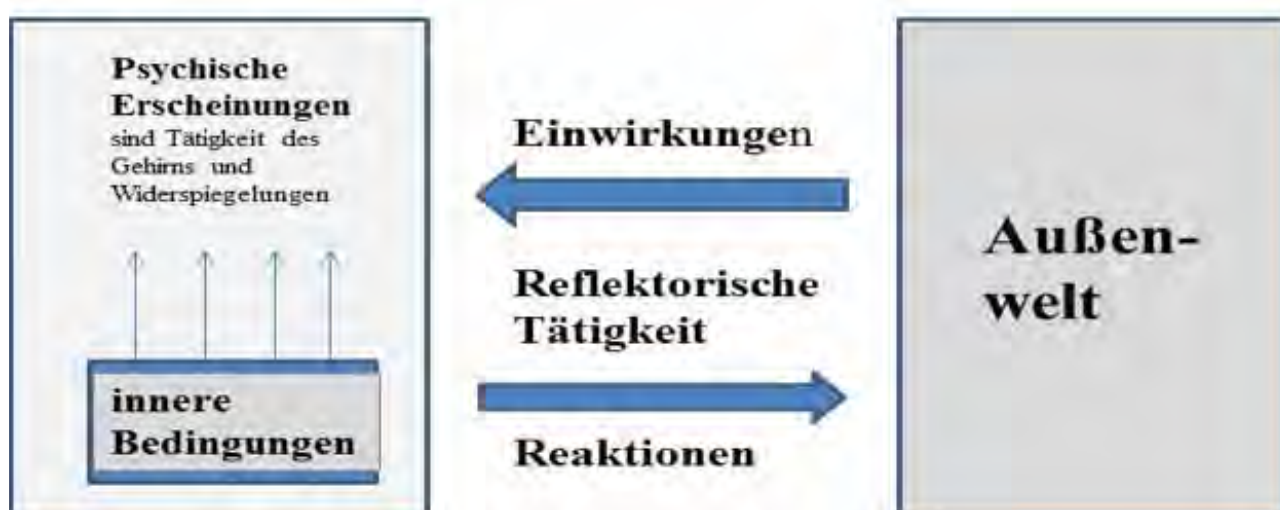 Psychische
Erscheinungen
sind Tätigkeit des
Gehirns und
Widerspiegelungen
innere
Bedingungen
Einwirkungen
Reflektorische
Tätigkeit
Reaktionen
Außen-
welt